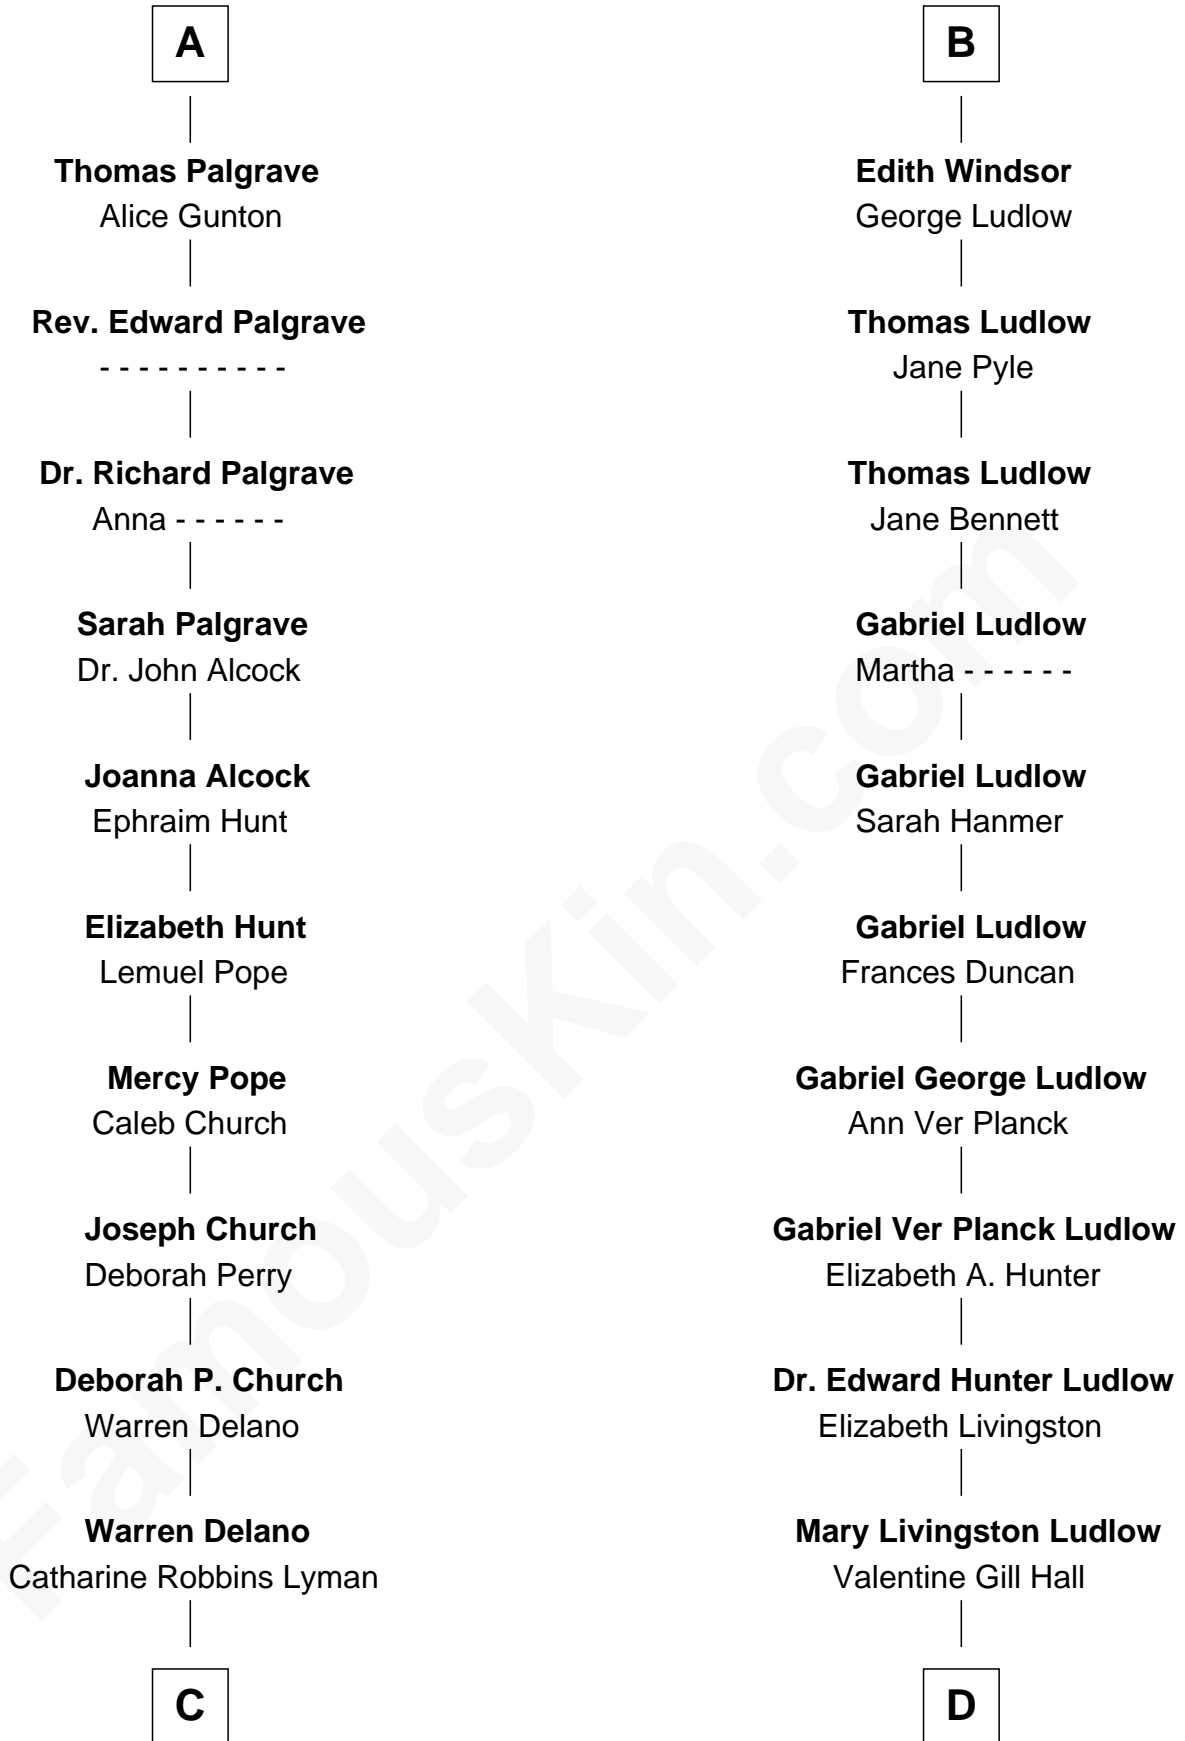 A
Thomas Palgrave
Alice Gunton
Rev. Edward Palgrave
- - - - - - - - - -
Dr. Richard Palgrave
Anna - - - - - -
Sarah Palgrave
Dr. John Alcock
Joanna Alcock
Ephraim Hunt
Elizabeth Hunt
Lemuel Pope
Mercy Pope
Caleb Church
Joseph Church
Deborah Perry
Deborah P. Church
Warren Delano
Warren Delano
Catharine Robbins Lyman
C
B
Edith Windsor
George Ludlow
Thomas Ludlow
Jane Pyle
Thomas Ludlow
Jane Bennett
Gabriel Ludlow
Martha - - - - - -
Gabriel Ludlow
Sarah Hanmer
Gabriel Ludlow
Frances Duncan
Gabriel George Ludlow
Ann Ver Planck
Gabriel Ver Planck Ludlow
Elizabeth A. Hunter
Dr. Edward Hunter Ludlow
Elizabeth Livingston
Mary Livingston Ludlow
Valentine Gill Hall
D
FamousKin.com